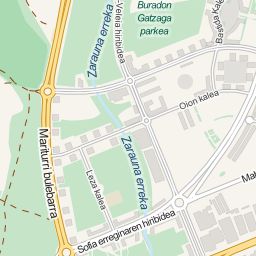 Buradon
Gatzaga
parkea
-Veleia hiribidea
Zarauna erreka
Oion kalea
Mariturri bulebarra
Zarauna erreka
Leza kalea
Sofia erreginaren hiribidea